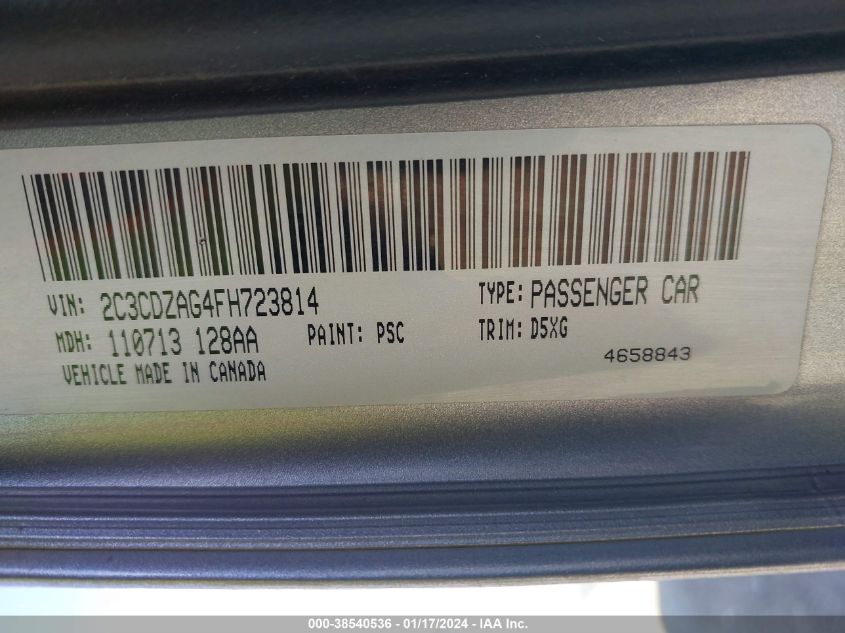 VIN: 2C3CDZAG4FH723814 TYPE: PASSENGER CAR
MDH: 110713 128AA PAINT: PSC TRIM: D5XG
VEHICLE MADE IN CANADA 4658843
000-38540536 - 01/17/2024 - IAA Inc.